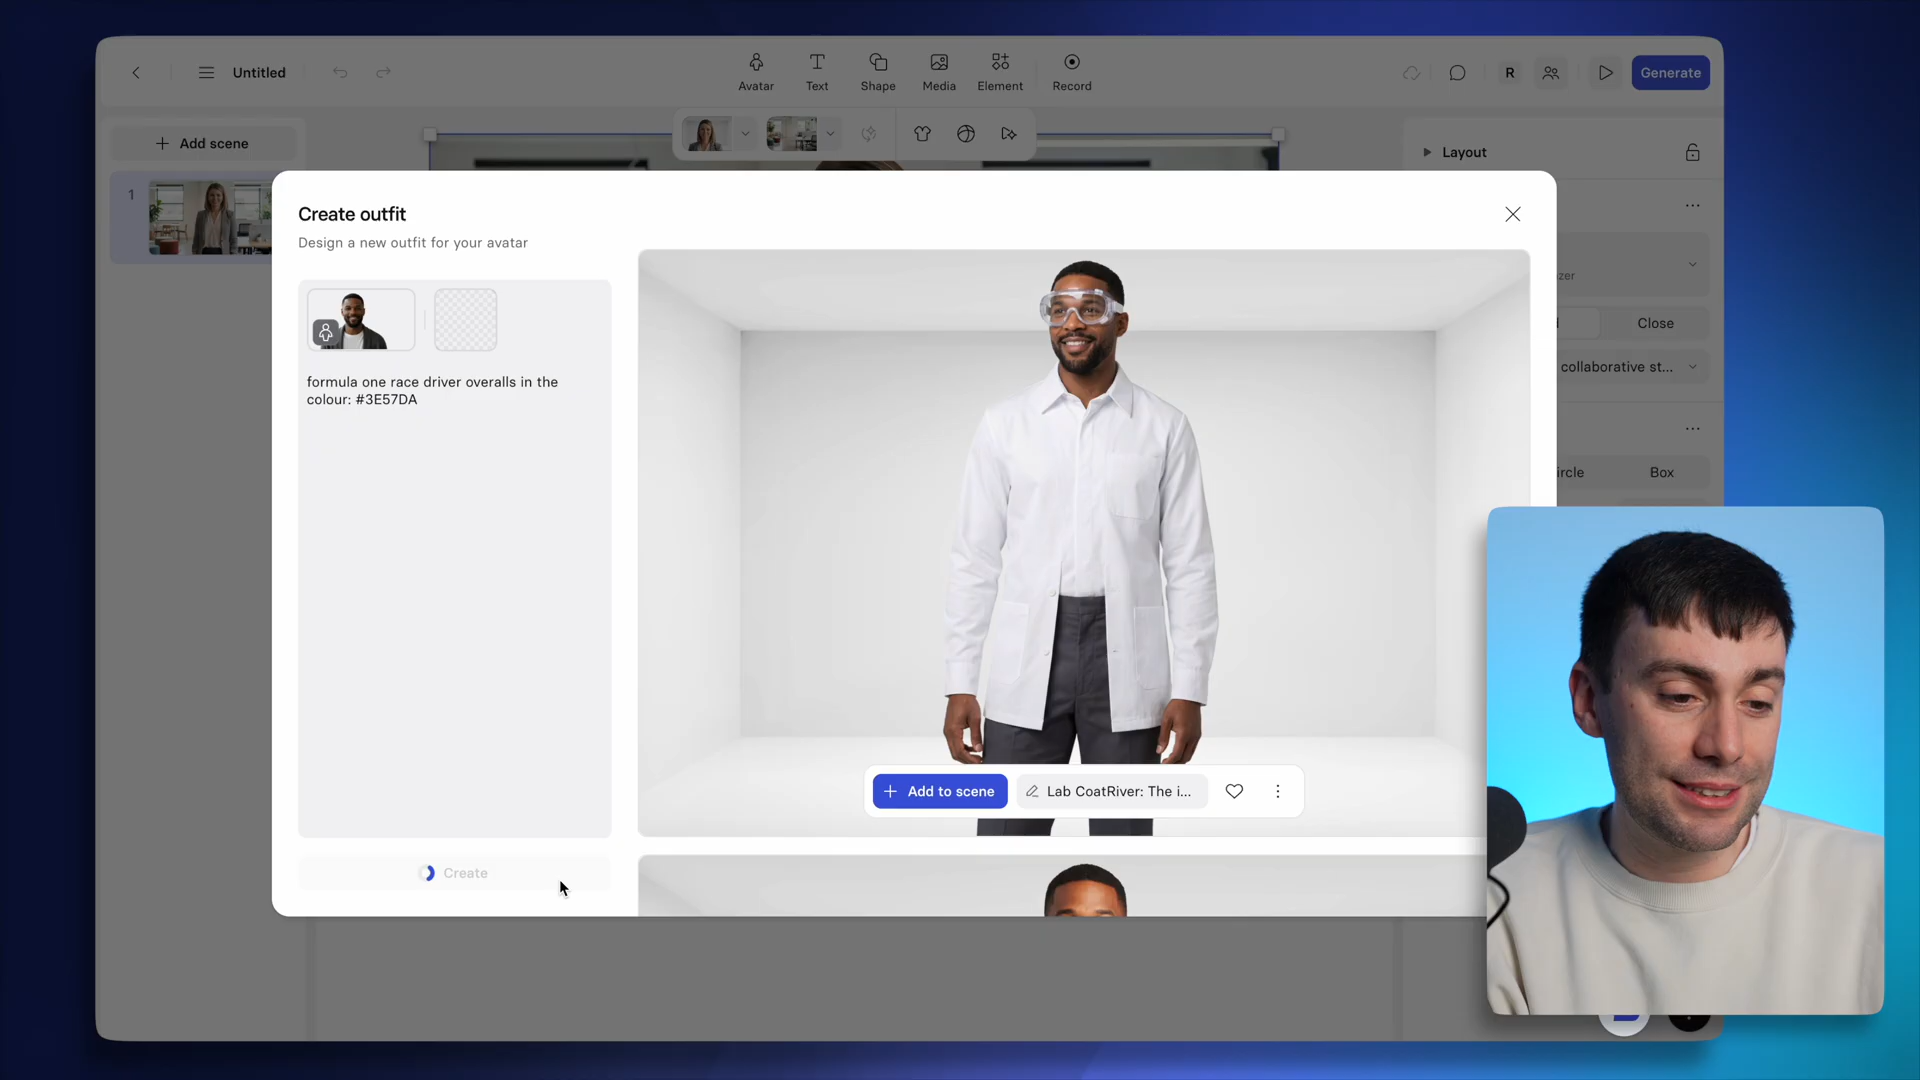 Untitled
Avatar
Text
Shape
Media
Element
Record
R
Generate
Add scene
1
Layout
Create outfit
Design a new outfit for your avatar
formula one race driver overalls in the
colour: #3E57DA
Create
Add to scene
Lab CoatRiver: The i...
zer
Close
collaborative st...
ircle
Box